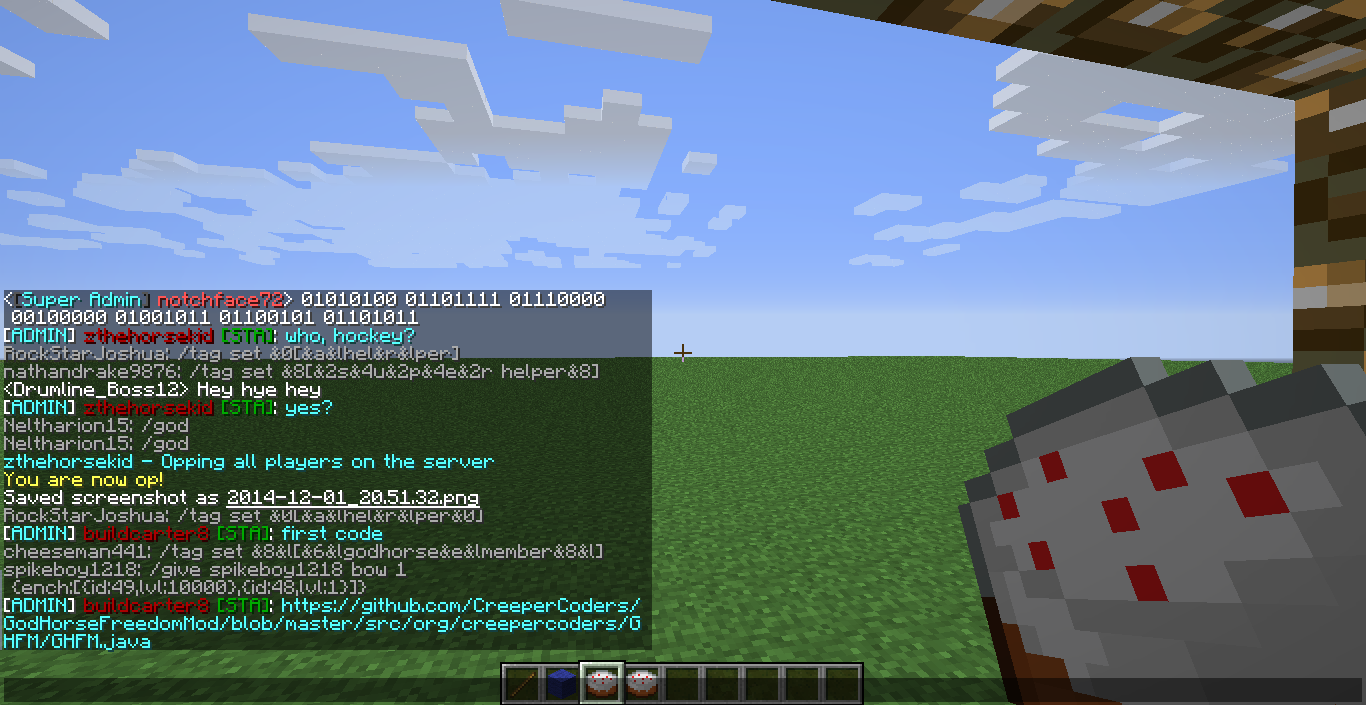 <[Super Admin] notchface72> 01010100 01101111 01110000
00100000 01001011 01100101 01101011
[ADMIN] zthehorsekid [STA]: who, hockey?
RockStarJoshua: /tag set &0[&a&lhel&r&lper]
nathandrake9876: /tag set &8[&2s&4u&2p&4e&2r helper&8]
<Drumline_Boss12> Hey hye hey
[ADMIN] zthehorsekid [STA]: yes?
Neltharion15: /god
Neltharion15: /god
zthehorsekid - Opping all players on the server
You are now op!
Saved screenshot as 2014-12-01_20.51.32.png
RockStarJoshua: /tag set &0L&a&lhel&r&lper&0]
[ADMIN] buildcarter8 [STA]: first code
cheeseman441: /tag set &8&l[&6&lgodhorse&e&lmember&8&l]
spikeboy1218: /give spikeboy1218 bow 1
{ench:[{id:49,lvl:10000},{id:48,lvl:1}]}
[ADMIN] buildcarter8 [STA]: https://github.com/CreeperCoders/
GodHorseFreedomMod/blob/master/src/org/creepercoders/G
HFM/GHFM.java